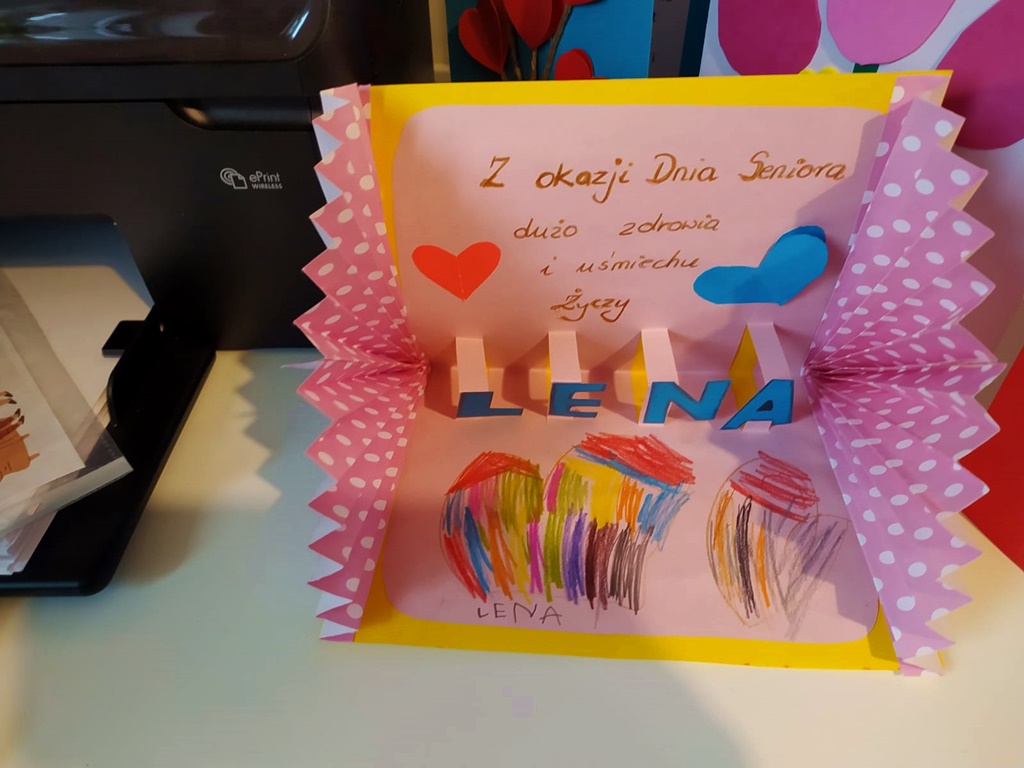 ePrint
WIRELESS
Z okazji Dnia Seniora
dużo zdrowia
i uśmiechu
Życzy
LENA
LENA